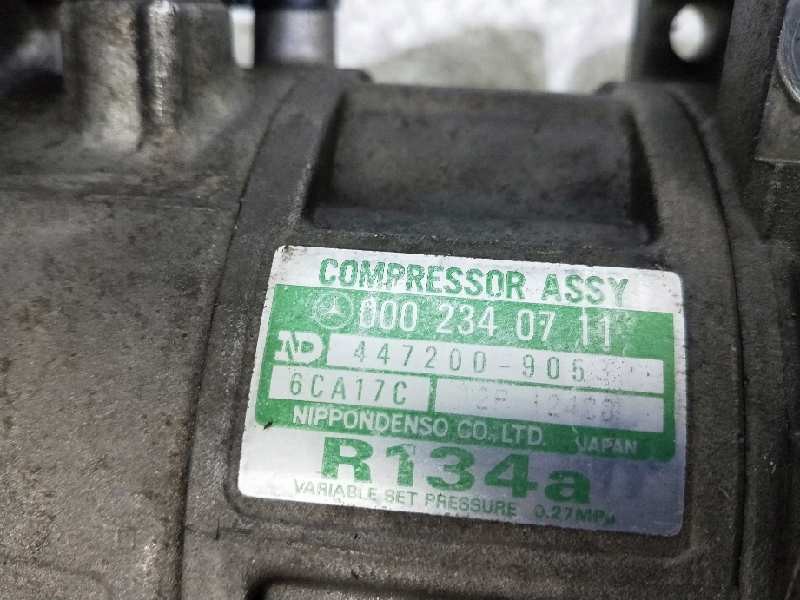 COMPRESSOR ASSY
000 234 07 11
ND 447200-905
6CA17C
NIPPONDENSO CO., LTD. JAPAN
R134a
VARIABLE SET PRESSURE 0.27MPa